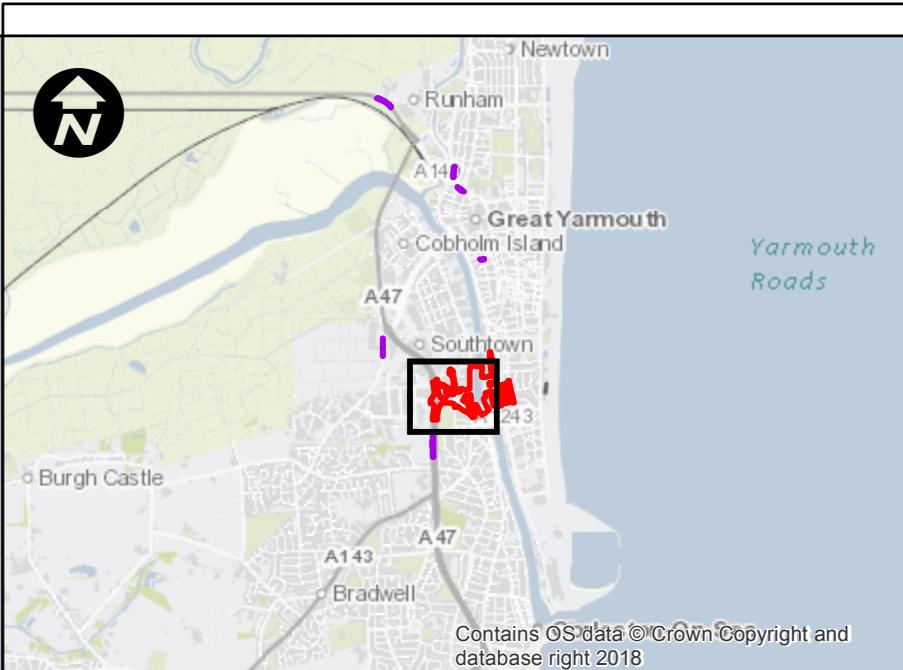 Newtown
N
Runham
A 149
Great Yarmouth
Cobholm Island
Yarmouth
Roads
A47
Southtown
243
Burgh Castle
A143
A47
Bradwell
Contains OS data © Crown Copyright and
database right 2018